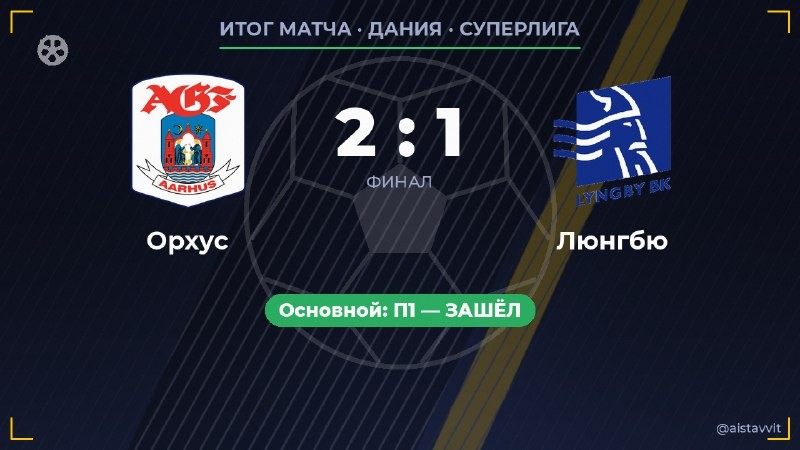 ИТОГ МАТЧА · ДАНИЯ · СУПЕРЛИГА
AGF
AARHUS
2 : 1
ФИНАЛ
LYNGBY BK
Орхус
Люнгбю
Основной: П1 — ЗАШЁЛ
@aistavvit